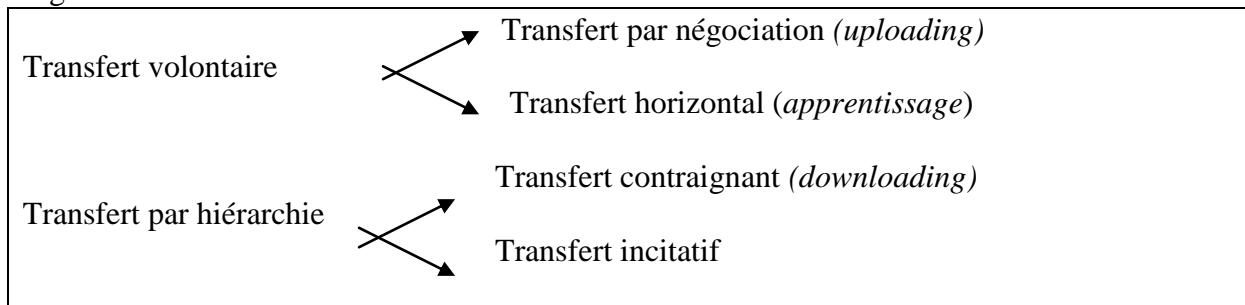 Transfert par négociation (uploading)
Transfert volontaire
Transfert horizontal (apprentissage)
Transfert contraignant (downloading)
Transfert par hiérarchie
Transfert incitatif